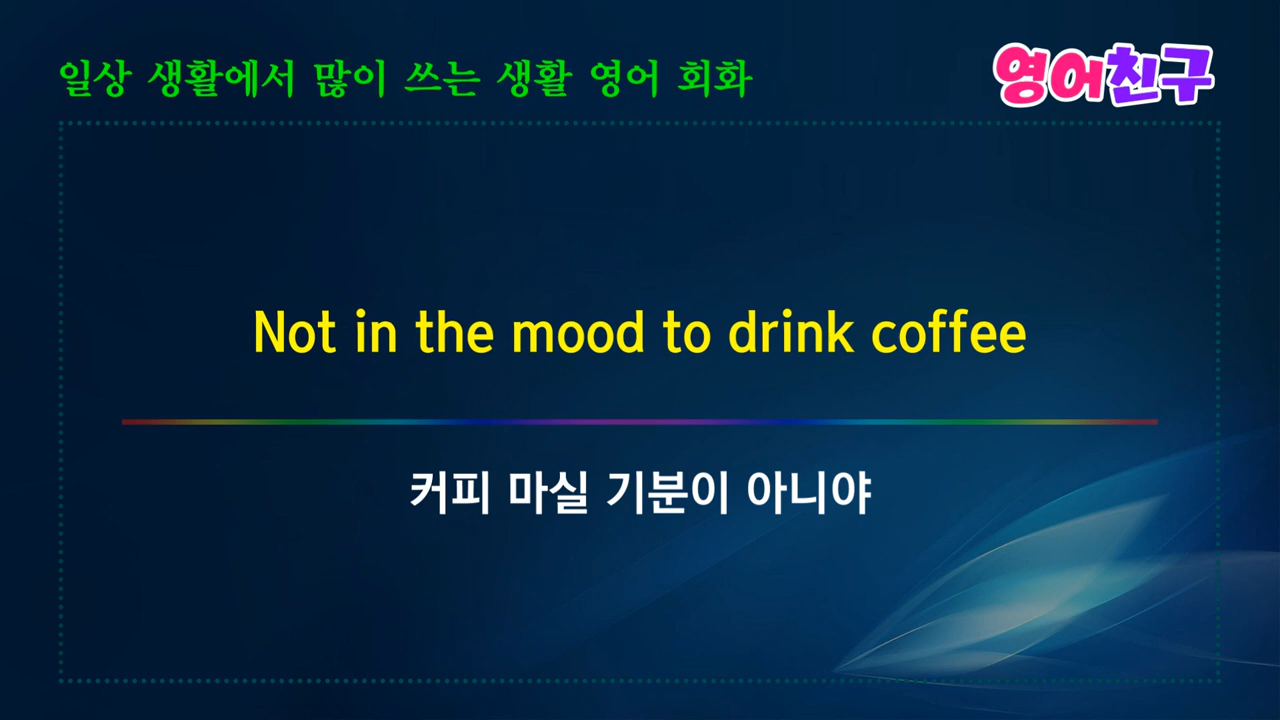 일상 생활에서 많이 쓰는 생활 영어 회화
영어친구
Not in the mood to drink coffee
커피 마실 기분이 아니야